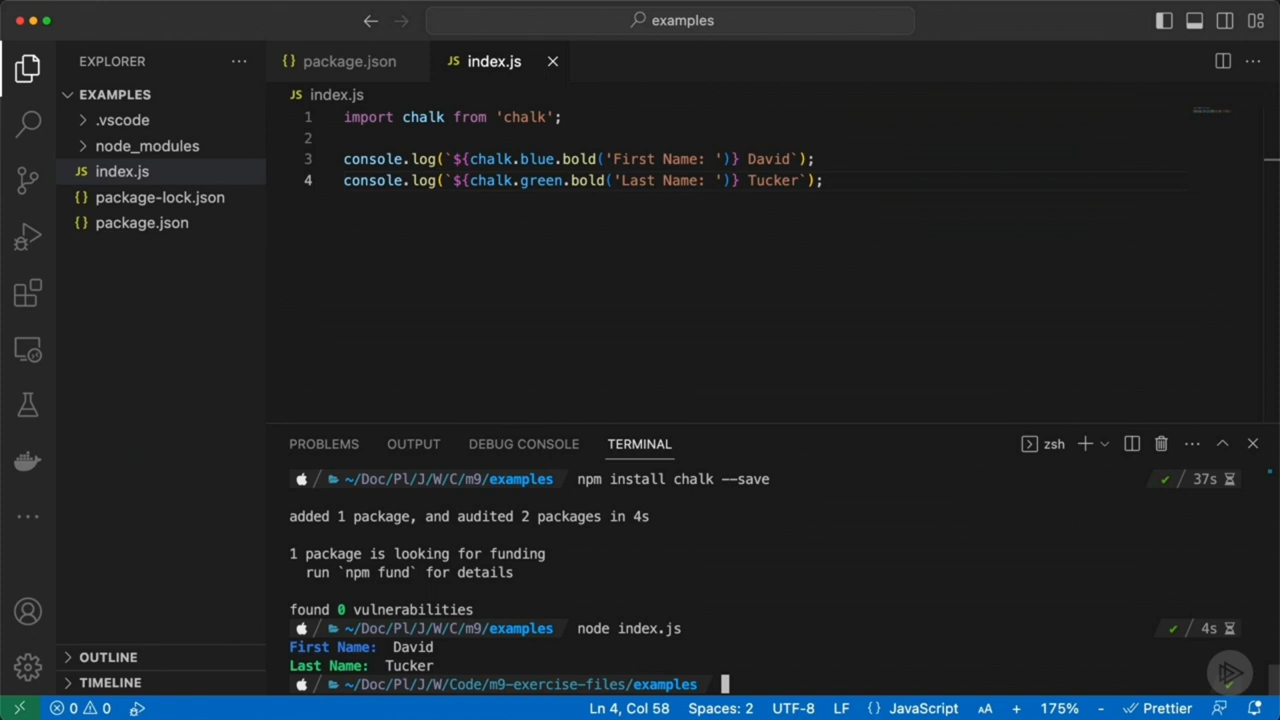 examples
EXPLORER
package.json
index.js
EXAMPLES
JS index.js
.vscode
1 import chalk from 'chalk';
node_modules
2
JS index.js
3 console.log(`${chalk.blue.bold('First Name: ')} David`);
package-lock.json
4 console.log(`${chalk.green.bold('Last Name: ')} Tucker`);
package.json
PROBLEMS OUTPUT DEBUG CONSOLE TERMINAL zsh
~/Doc/Pl/J/W/C/m9/examples npm install chalk --save 37s
added 1 package, and audited 2 packages in 4s
1 package is looking for funding
run `npm fund` for details
found 0 vulnerabilities
~/Doc/Pl/J/W/C/m9/examples node index.js 4s
First Name: David
Last Name: Tucker
~/Doc/Pl/J/W/Code/m9-exercise-files/examples
OUTLINE
TIMELINE
0 0 Ln 4, Col 58 Spaces: 2 UTF-8 LF {} JavaScript AA + 175% - Prettier